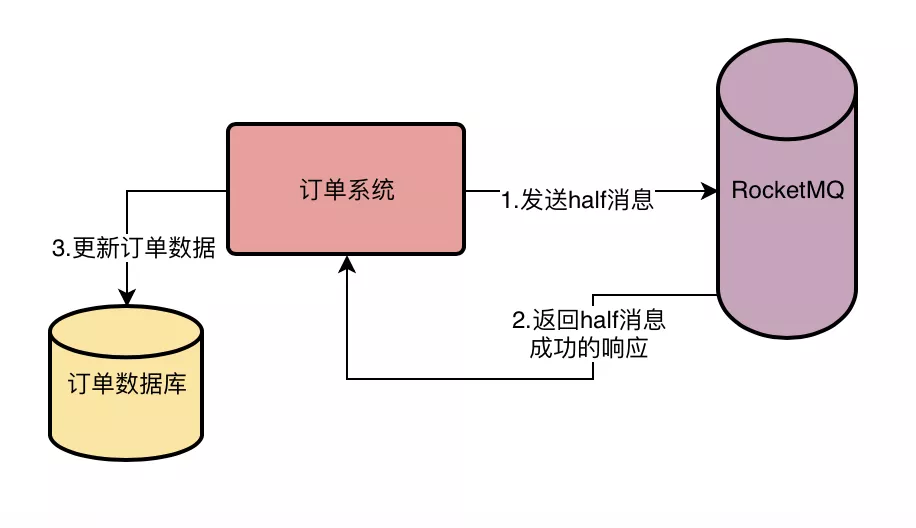 订单系统
1.发送half消息
RocketMQ
3.更新订单数据
2.返回half消息
成功的响应
订单数据库